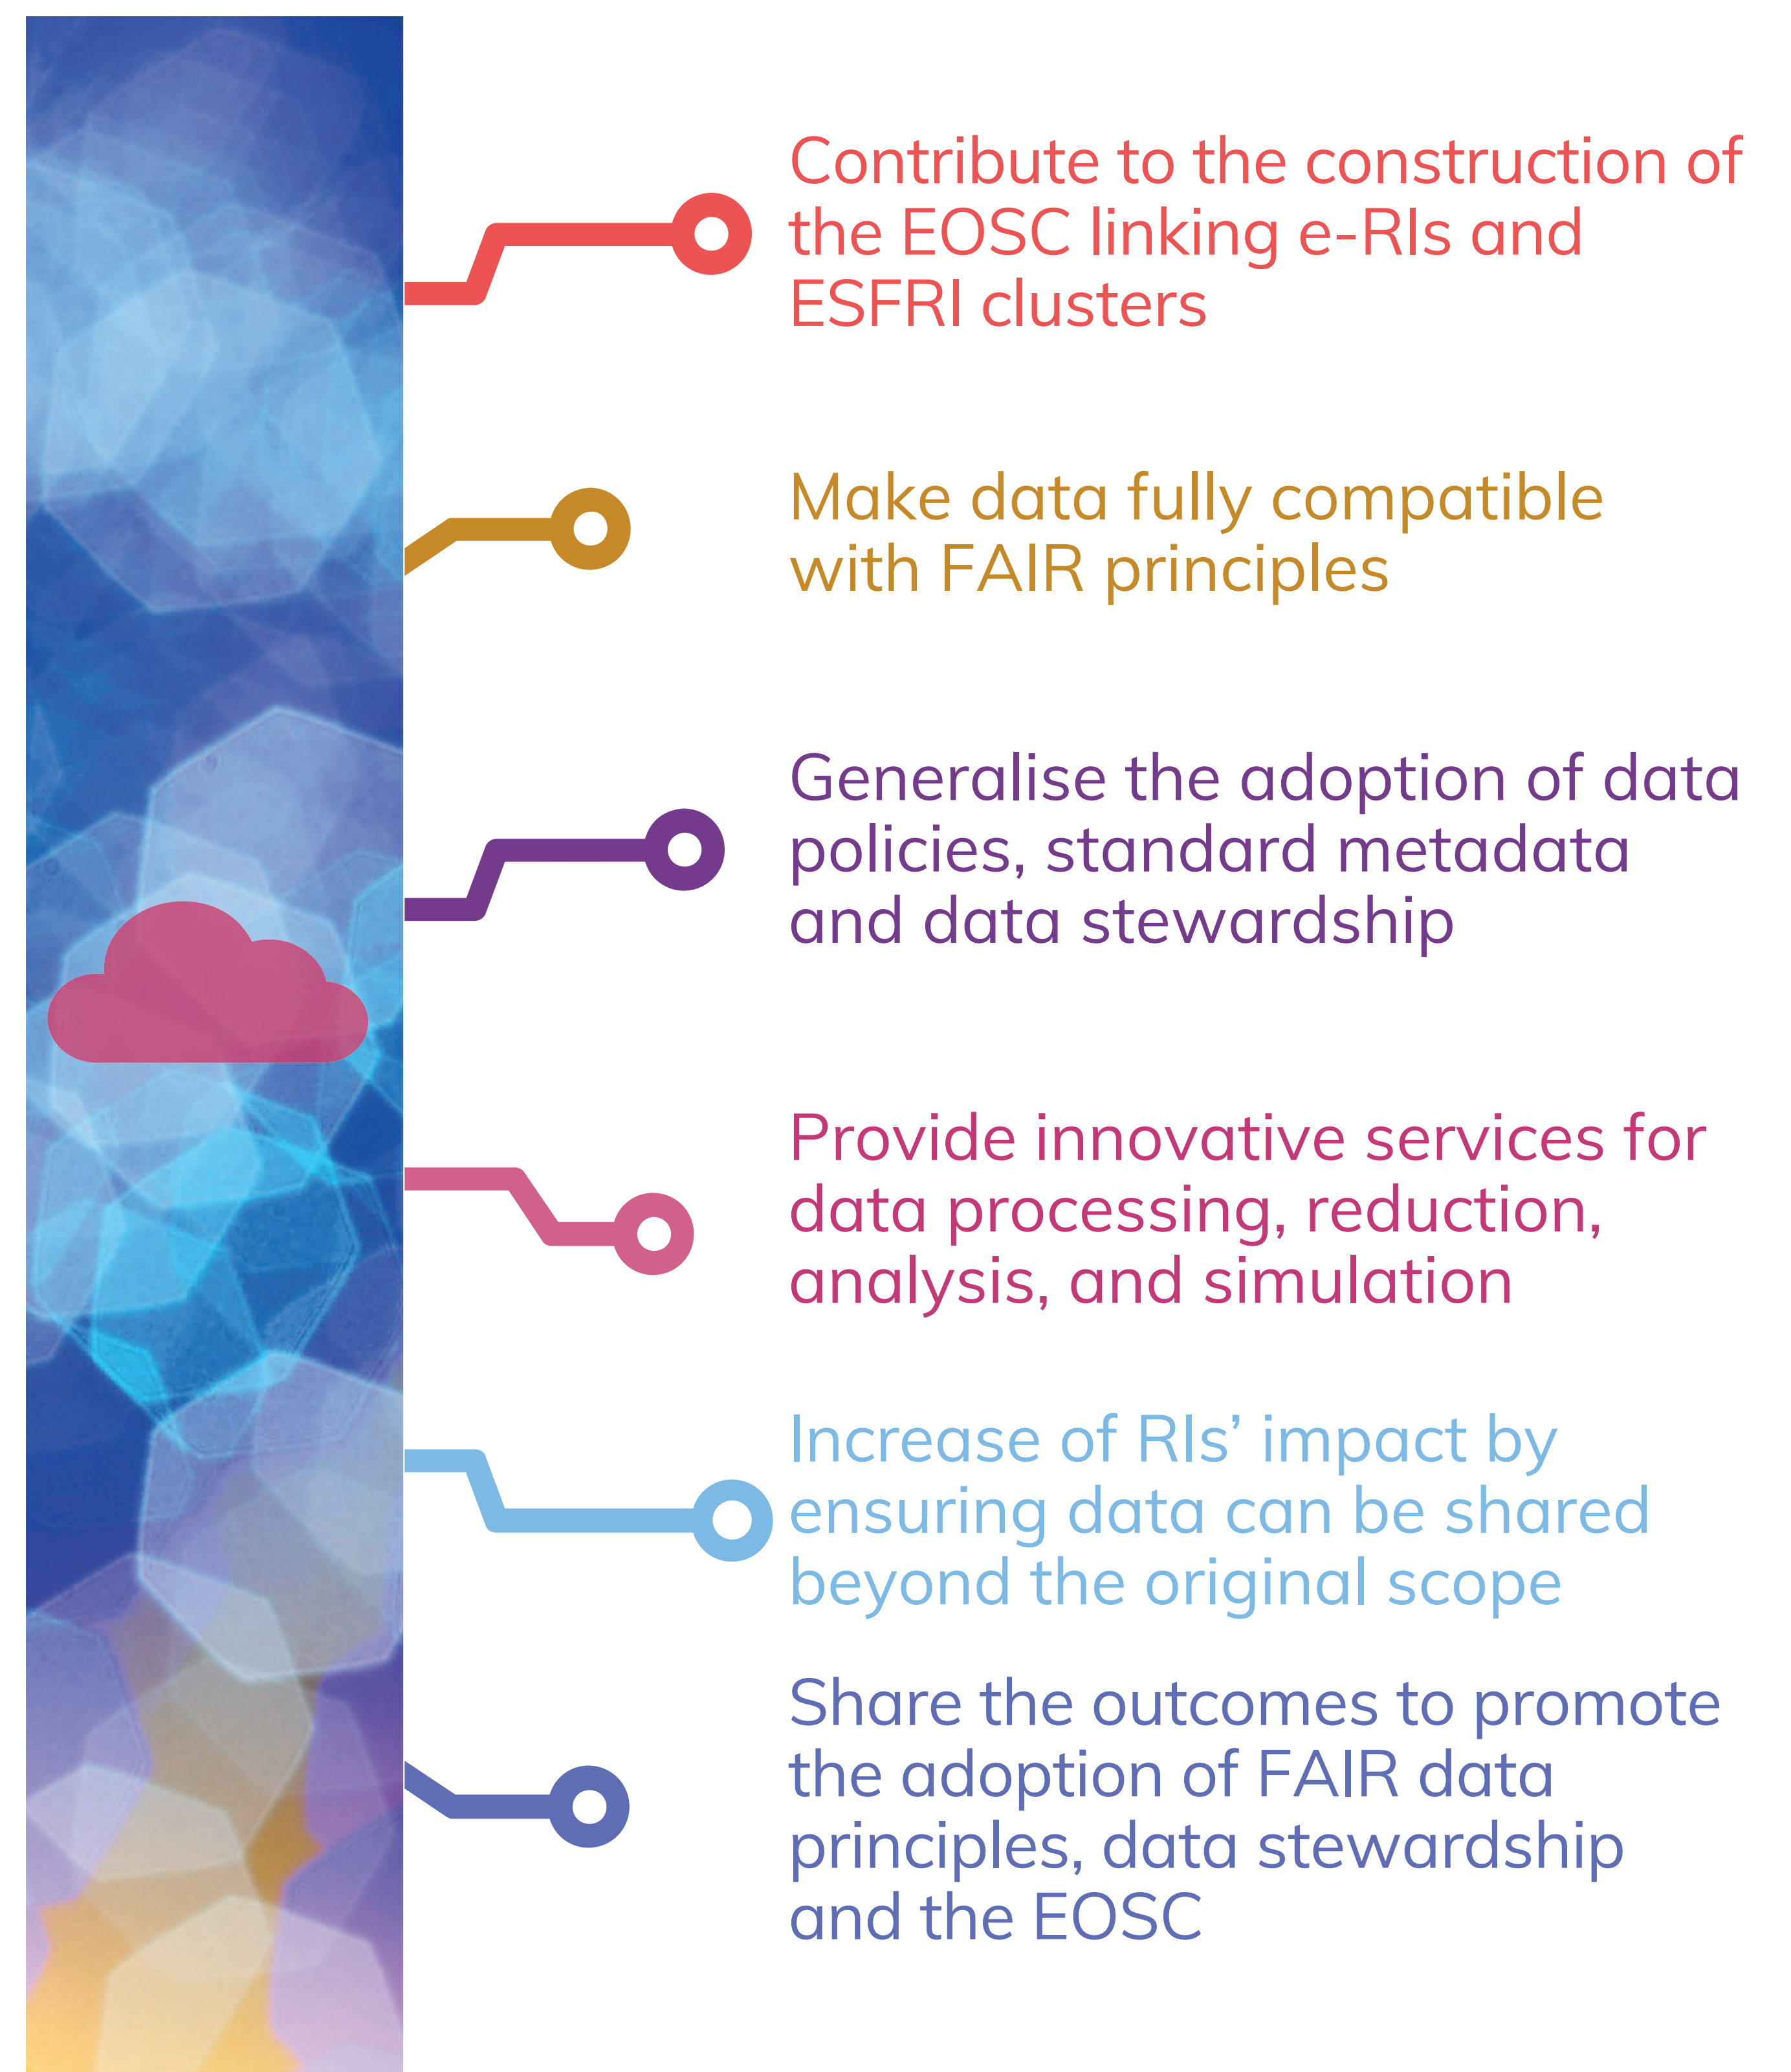 Contribute to the construction of
the EOSC linking e-RIs and
ESFRI clusters
Make data fully compatible
with FAIR principles
Generalise the adoption of data
policies, standard metadata
and data stewardship
Provide innovative services for
data processing, reduction,
analysis, and simulation
Increase of RIs’ impact by
ensuring data can be shared
beyond the original scope
Share the outcomes to promote
the adoption of FAIR data
principles, data stewardship
and the EOSC